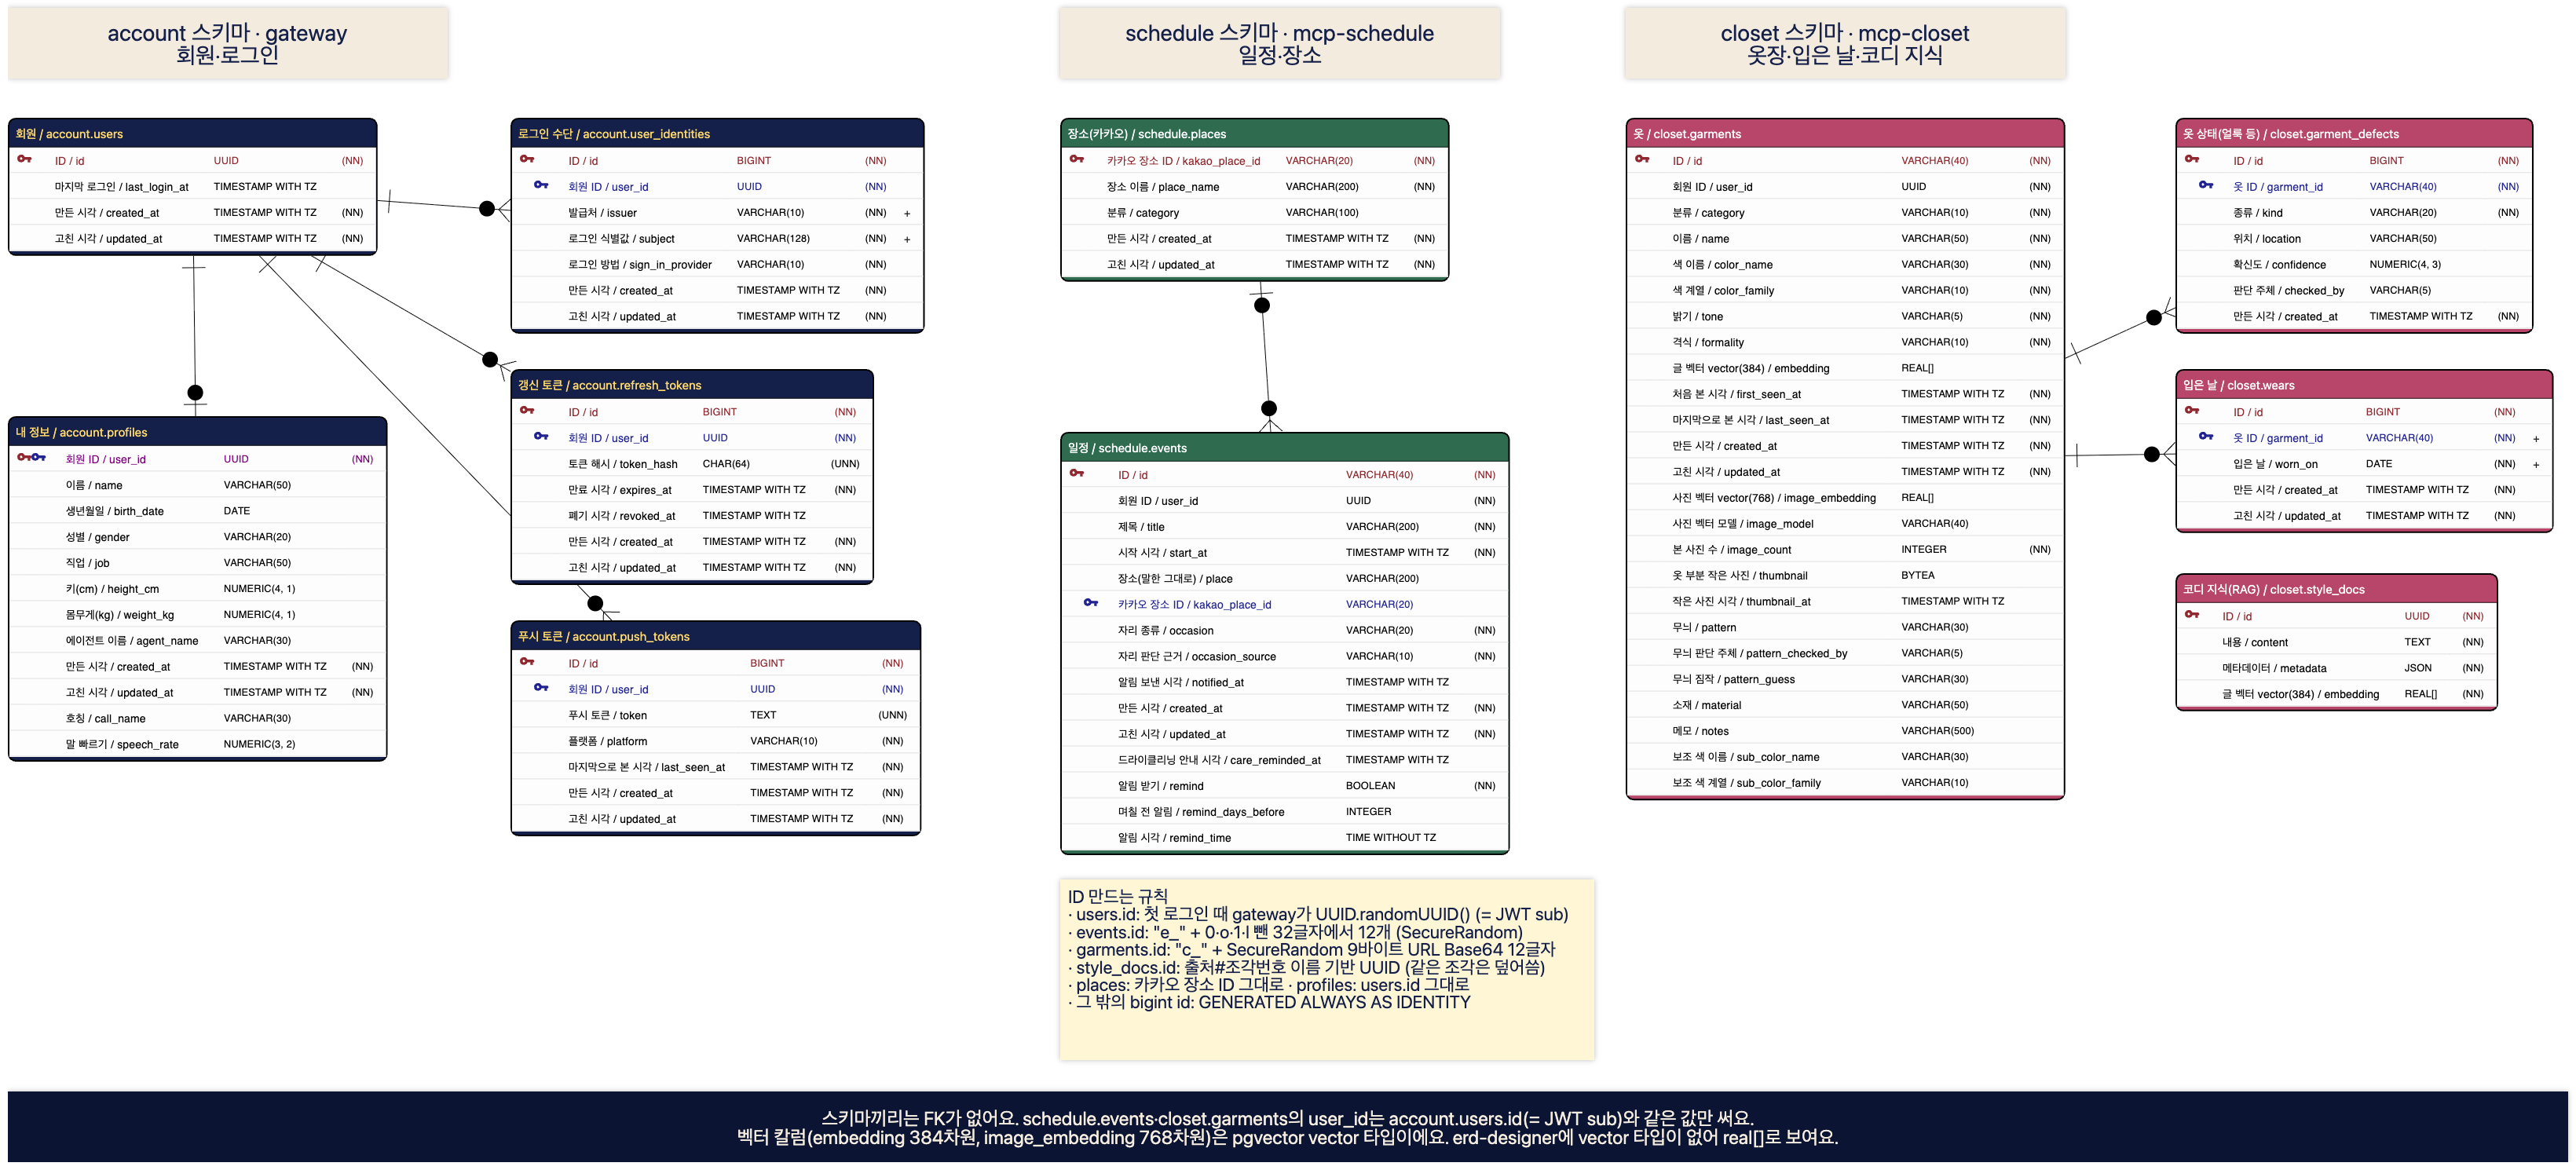 account 스키마 · gateway
회원·로그인
schedule 스키마 · mcp-schedule
일정·장소
closet 스키마 · mcp-closet
옷장·입은 날·코디 지식
회원 / account.users
ID / id UUID (NN)
마지막 로그인 / last_login_at TIMESTAMP WITH TZ
만든 시각 / created_at TIMESTAMP WITH TZ (NN)
고친 시각 / updated_at TIMESTAMP WITH TZ (NN)
내 정보 / account.profiles
회원 ID / user_id UUID (NN)
이름 / name VARCHAR(50)
생년월일 / birth_date DATE
성별 / gender VARCHAR(20)
직업 / job VARCHAR(50)
키(cm) / height_cm NUMERIC(4, 1)
몸무게(kg) / weight_kg NUMERIC(4, 1)
에이전트 이름 / agent_name VARCHAR(30)
만든 시각 / created_at TIMESTAMP WITH TZ (NN)
고친 시각 / updated_at TIMESTAMP WITH TZ (NN)
호칭 / call_name VARCHAR(30)
말 빠르기 / speech_rate NUMERIC(3, 2)
로그인 수단 / account.user_identities
ID / id BIGINT (NN)
회원 ID / user_id UUID (NN)
발급처 / issuer VARCHAR(10) (NN) +
로그인 식별값 / subject VARCHAR(128) (NN) +
로그인 방법 / sign_in_provider VARCHAR(10) (NN)
만든 시각 / created_at TIMESTAMP WITH TZ (NN)
고친 시각 / updated_at TIMESTAMP WITH TZ (NN)
갱신 토큰 / account.refresh_tokens
ID / id BIGINT (NN)
회원 ID / user_id UUID (NN)
토큰 해시 / token_hash CHAR(64) (UNN)
만료 시각 / expires_at TIMESTAMP WITH TZ (NN)
폐기 시각 / revoked_at TIMESTAMP WITH TZ
만든 시각 / created_at TIMESTAMP WITH TZ (NN)
고친 시각 / updated_at TIMESTAMP WITH TZ (NN)
푸시 토큰 / account.push_tokens
ID / id BIGINT (NN)
회원 ID / user_id UUID (NN)
푸시 토큰 / token TEXT (UNN)
플랫폼 / platform VARCHAR(10) (NN)
마지막으로 본 시각 / last_seen_at TIMESTAMP WITH TZ (NN)
만든 시각 / created_at TIMESTAMP WITH TZ (NN)
고친 시각 / updated_at TIMESTAMP WITH TZ (NN)
장소(카카오) / schedule.places
카카오 장소 ID / kakao_place_id VARCHAR(20) (NN)
장소 이름 / place_name VARCHAR(200) (NN)
분류 / category VARCHAR(100)
만든 시각 / created_at TIMESTAMP WITH TZ (NN)
고친 시각 / updated_at TIMESTAMP WITH TZ (NN)
일정 / schedule.events
ID / id VARCHAR(40) (NN)
회원 ID / user_id UUID (NN)
제목 / title VARCHAR(200) (NN)
시작 시각 / start_at TIMESTAMP WITH TZ (NN)
장소(말한 그대로) / place VARCHAR(200)
카카오 장소 ID / kakao_place_id VARCHAR(20)
자리 종류 / occasion VARCHAR(20) (NN)
자리 판단 근거 / occasion_source VARCHAR(10) (NN)
알림 보낸 시각 / notified_at TIMESTAMP WITH TZ
만든 시각 / created_at TIMESTAMP WITH TZ (NN)
고친 시각 / updated_at TIMESTAMP WITH TZ (NN)
드라이클리닝 안내 시각 / care_reminded_at TIMESTAMP WITH TZ
알림 받기 / remind BOOLEAN (NN)
며칠 전 알림 / remind_days_before INTEGER
알림 시각 / remind_time TIME WITHOUT TZ
ID 만드는 규칙
· users.id: 첫 로그인 때 gateway가 UUID.randomUUID() (= JWT sub)
· events.id: "e_" + 0·o·1·l 뺀 32글자에서 12개 (SecureRandom)
· garments.id: "c_" + SecureRandom 9바이트 URL Base64 12글자
· style_docs.id: 출처#조각번호 이름 기반 UUID (같은 조각은 덮어씀)
· places: 카카오 장소 ID 그대로 · profiles: users.id 그대로
· 그 밖의 bigint id: GENERATED ALWAYS AS IDENTITY
옷 / closet.garments
ID / id VARCHAR(40) (NN)
회원 ID / user_id UUID (NN)
분류 / category VARCHAR(10) (NN)
이름 / name VARCHAR(50) (NN)
색 이름 / color_name VARCHAR(30) (NN)
색 계열 / color_family VARCHAR(10) (NN)
밝기 / tone VARCHAR(5) (NN)
격식 / formality VARCHAR(10) (NN)
글 벡터 vector(384) / embedding REAL[]
처음 본 시각 / first_seen_at TIMESTAMP WITH TZ (NN)
마지막으로 본 시각 / last_seen_at TIMESTAMP WITH TZ (NN)
만든 시각 / created_at TIMESTAMP WITH TZ (NN)
고친 시각 / updated_at TIMESTAMP WITH TZ (NN)
사진 벡터 vector(768) / image_embedding REAL[]
사진 벡터 모델 / image_model VARCHAR(40)
본 사진 수 / image_count INTEGER (NN)
옷 부분 작은 사진 / thumbnail BYTEA
작은 사진 시각 / thumbnail_at TIMESTAMP WITH TZ
무늬 / pattern VARCHAR(30)
무늬 판단 주체 / pattern_checked_by VARCHAR(5)
무늬 짐작 / pattern_guess VARCHAR(30)
소재 / material VARCHAR(50)
메모 / notes VARCHAR(500)
보조 색 이름 / sub_color_name VARCHAR(30)
보조 색 계열 / sub_color_family VARCHAR(10)
옷 상태(얼룩 등) / closet.garment_defects
ID / id BIGINT (NN)
옷 ID / garment_id VARCHAR(40) (NN)
종류 / kind VARCHAR(20) (NN)
위치 / location VARCHAR(50)
확신도 / confidence NUMERIC(4, 3)
판단 주체 / checked_by VARCHAR(5)
만든 시각 / created_at TIMESTAMP WITH TZ (NN)
입은 날 / closet.wears
ID / id BIGINT (NN)
옷 ID / garment_id VARCHAR(40) (NN) +
입은 날 / worn_on DATE (NN) +
만든 시각 / created_at TIMESTAMP WITH TZ (NN)
고친 시각 / updated_at TIMESTAMP WITH TZ (NN)
코디 지식(RAG) / closet.style_docs
ID / id UUID (NN)
내용 / content TEXT (NN)
메타데이터 / metadata JSON (NN)
글 벡터 vector(384) / embedding REAL[] (NN)
스키마끼리는 FK가 없어요. schedule.events·closet.garments의 user_id는 account.users.id(= JWT sub)와 같은 값만 써요.
벡터 칼럼(embedding 384차원, image_embedding 768차원)은 pgvector vector 타입이에요. erd-designer에 vector 타입이 없어 real[]로 보여요.